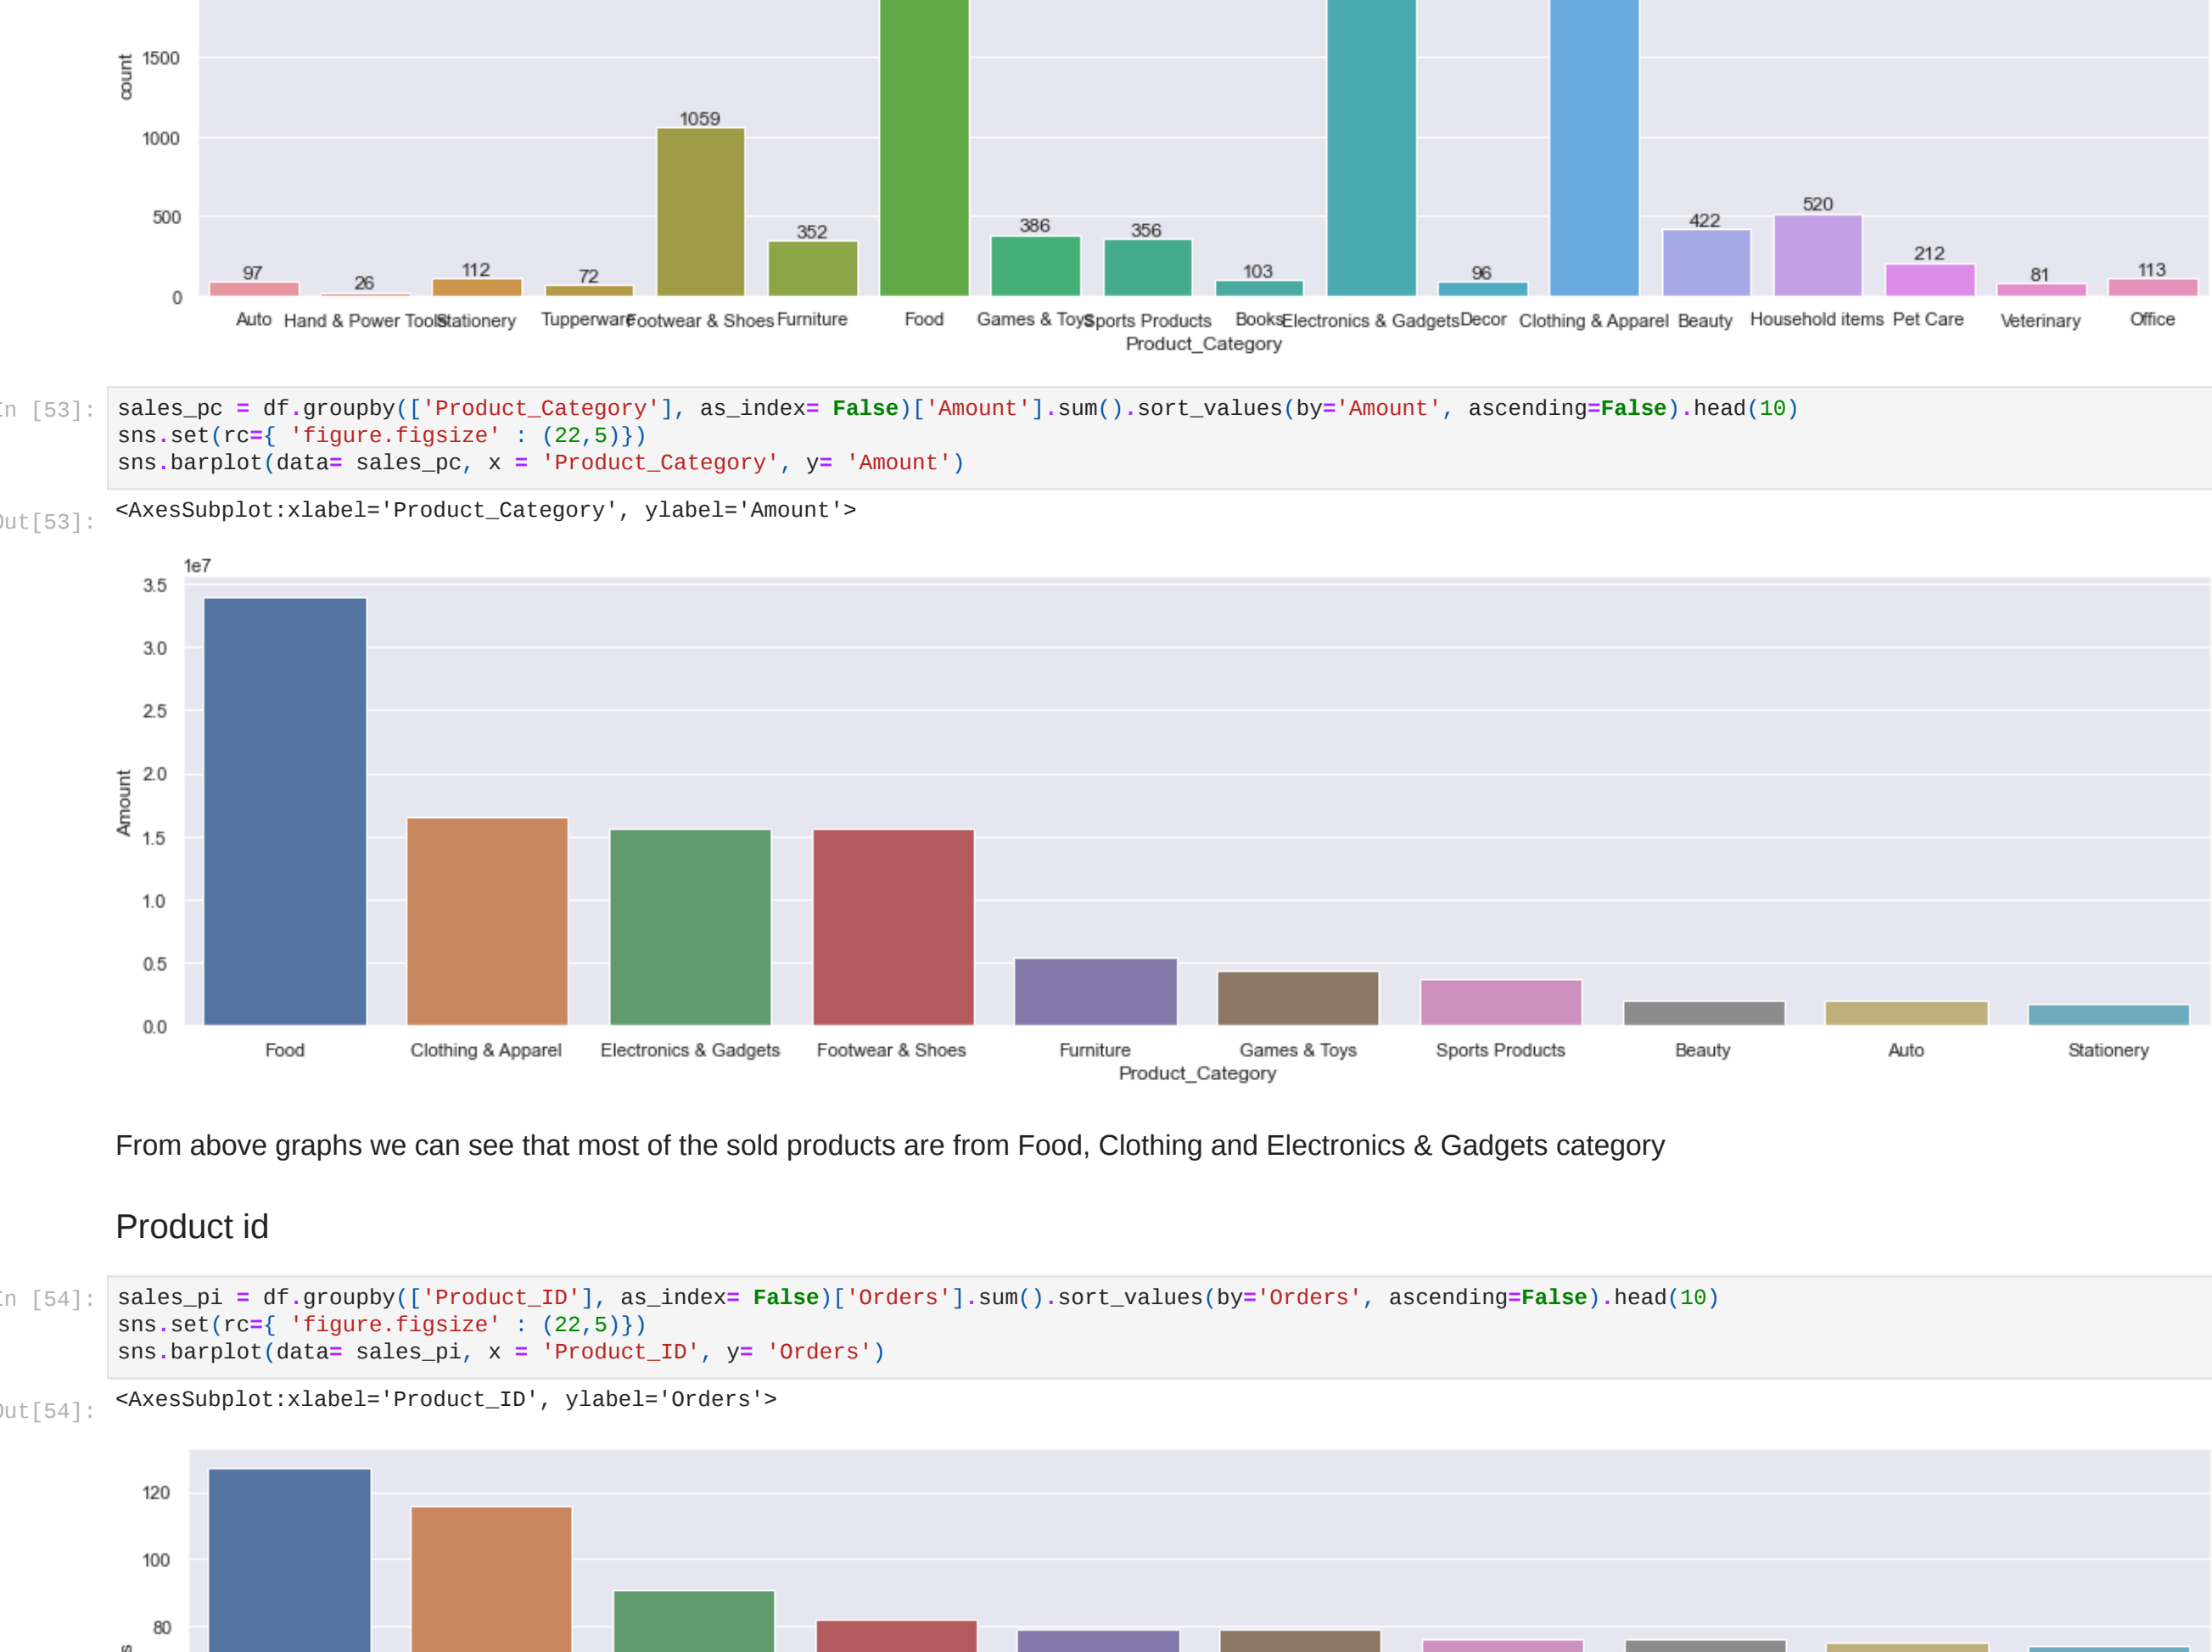 1500
count
1059
1000
500
520
422
386
356
352
212
97
26
112
72
103
96
81
113
0
Auto Hand & Power Tools Stationery Tupperware Footwear & Shoes Furniture Food Games & Toys Sports Products Books Electronics & Gadgets Decor Clothing & Apparel Beauty Household items Pet Care Veterinary Office
Product_Category
In [53]:
sales_pc = df.groupby(['Product_Category'], as_index= False)['Amount'].sum().sort_values(by='Amount', ascending=False).head(10)
sns.set(rc={ 'figure.figsize' : (22,5)})
sns.barplot(data= sales_pc, x = 'Product_Category', y= 'Amount')
Out[53]:
<AxesSubplot:xlabel='Product_Category', ylabel='Amount'>
1e7
3.5
3.0
2.5
2.0
Amount
1.5
1.0
0.5
0.0
Food Clothing & Apparel Electronics & Gadgets Footwear & Shoes Furniture Games & Toys Sports Products Beauty Auto Stationery
Product_Category
From above graphs we can see that most of the sold products are from Food, Clothing and Electronics & Gadgets category
Product id
In [54]:
sales_pi = df.groupby(['Product_ID'], as_index= False)['Orders'].sum().sort_values(by='Orders', ascending=False).head(10)
sns.set(rc={ 'figure.figsize' : (22,5)})
sns.barplot(data= sales_pi, x = 'Product_ID', y= 'Orders')
Out[54]:
<AxesSubplot:xlabel='Product_ID', ylabel='Orders'>
120
100
80